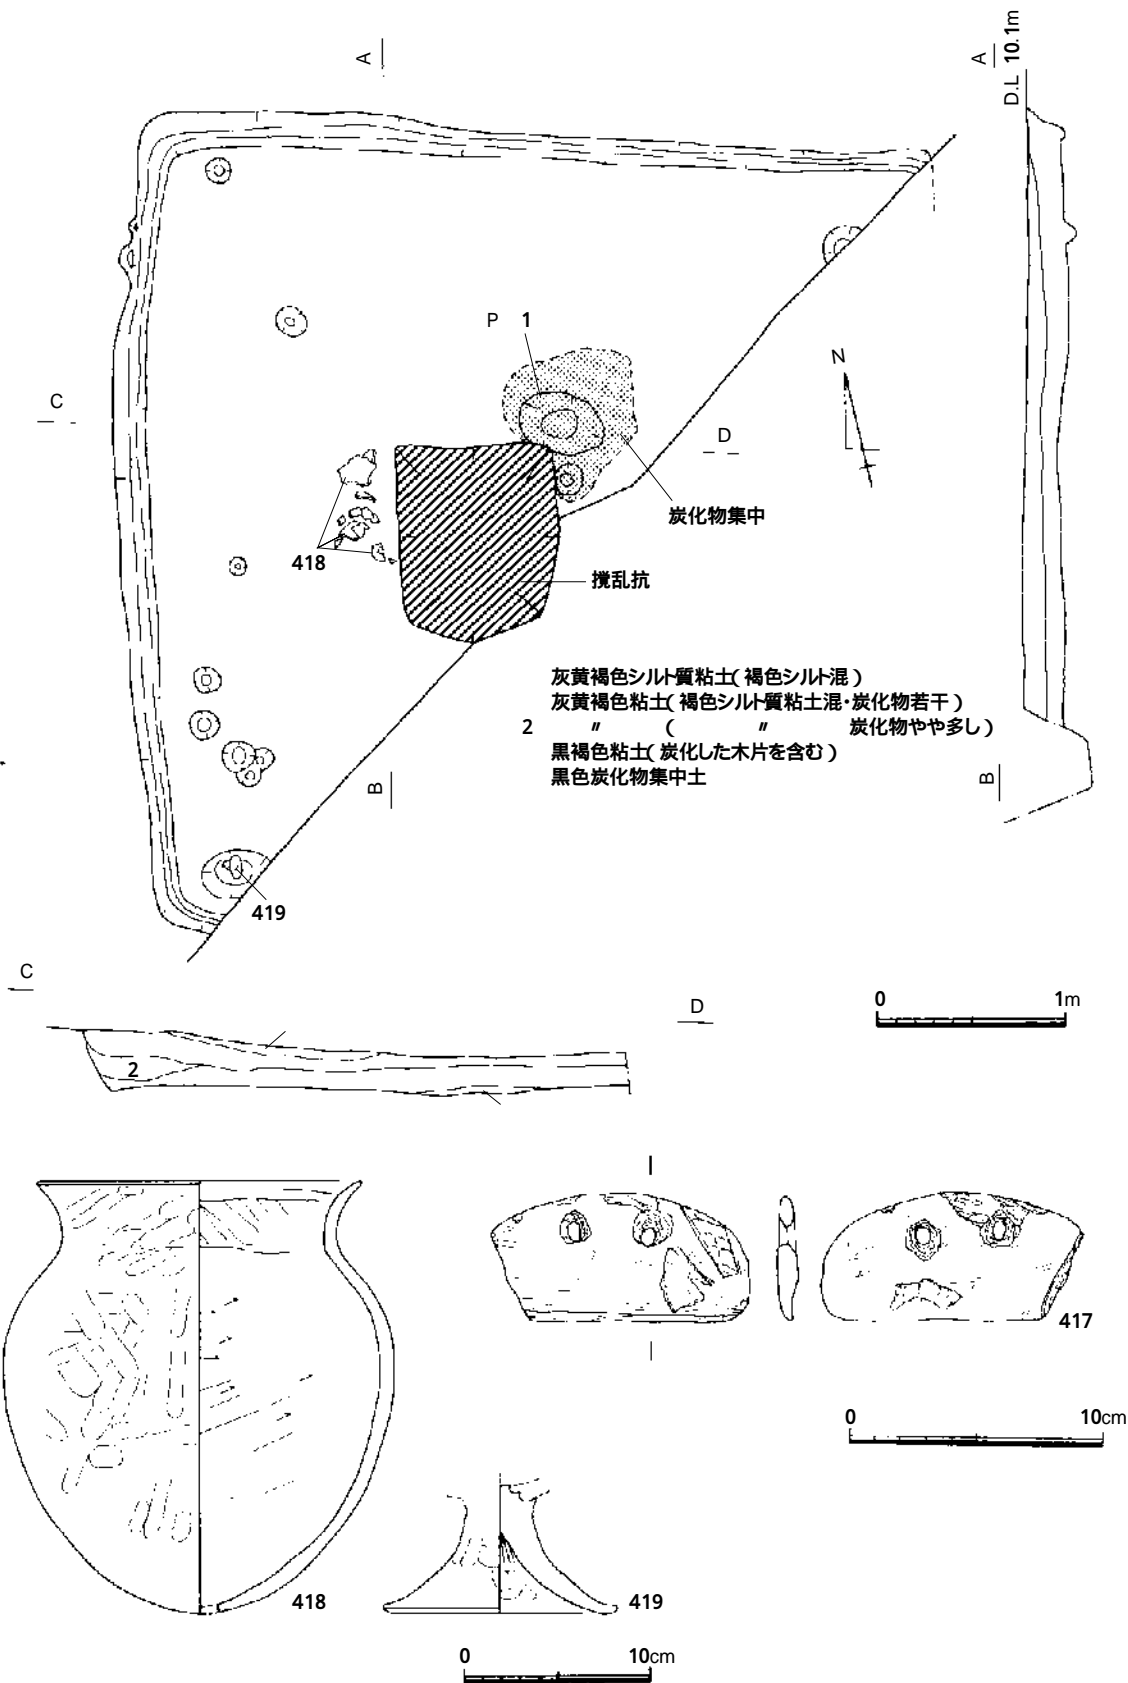 A
A
D.L 10.1m
P 1
N
C
D
炭化物集中
418
撹乱抗
灰黄褐色シルト質粘土(褐色シルト混)
灰黄褐色粘土(褐色シルト質粘土混・炭化物若干)
2 〃 ( 〃 炭化物やや多し)
黒褐色粘土(炭化した木片を含む)
黒色炭化物集中土
B
B
419
C
D
0 1m
2
417
0 10cm
418
419
0 10cm